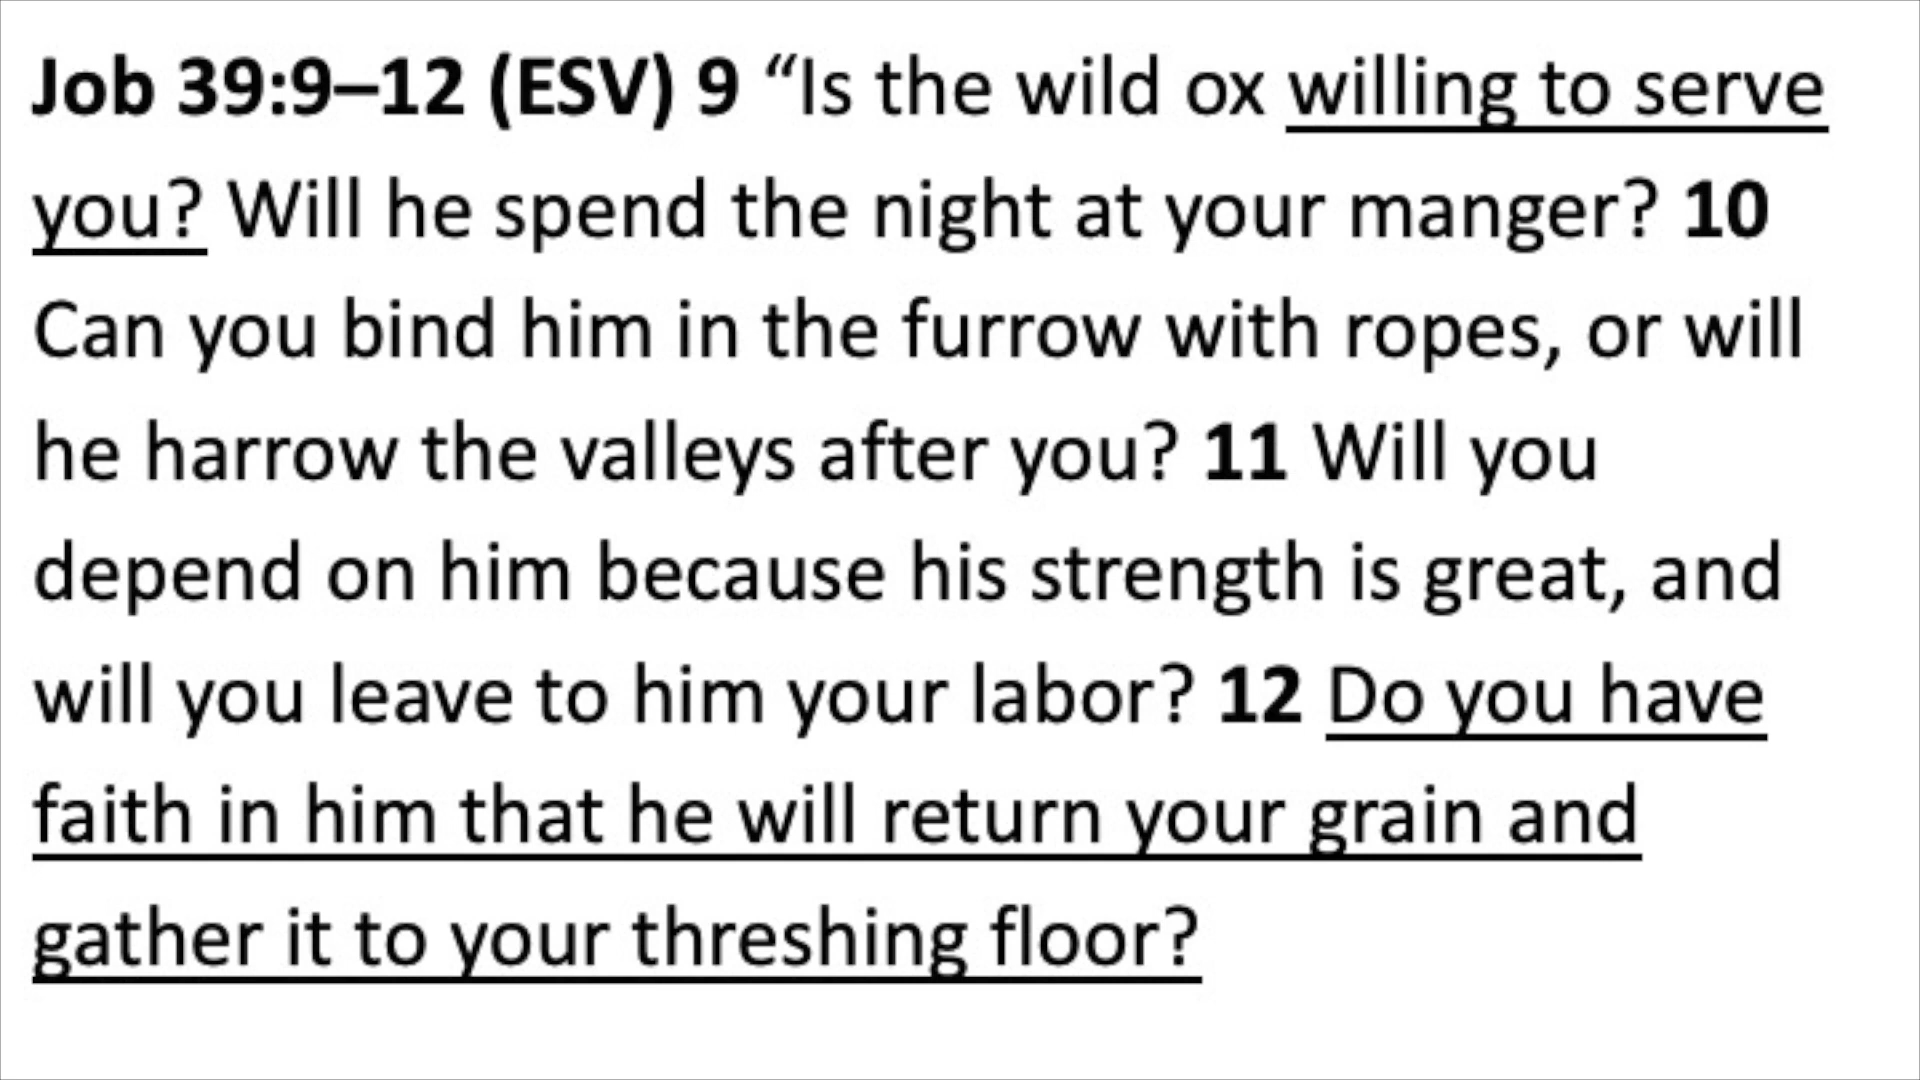 Job 39:9–12 (ESV) 9 “Is the wild ox willing to serve
you? Will he spend the night at your manger? 10
Can you bind him in the furrow with ropes, or will
he harrow the valleys after you? 11 Will you
depend on him because his strength is great, and
will you leave to him your labor? 12 Do you have
faith in him that he will return your grain and
gather it to your threshing floor?